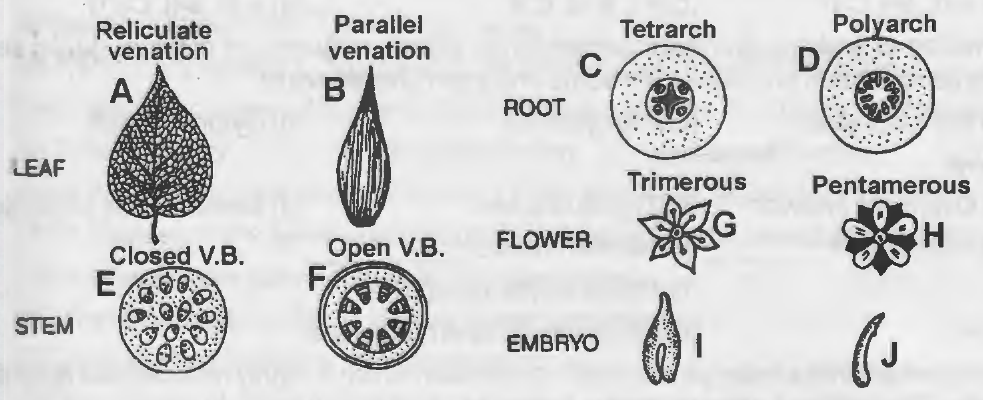 Reliculate
venation
Parallel
venation
Tetrarch
Polyarch
A
B
C
D
ROOT
LEAF
Trimerous
Pentamerous
FLOWER
G
H
Closed V.B.
Open V.B.
E
F
STEM
EMBRYO
I
J